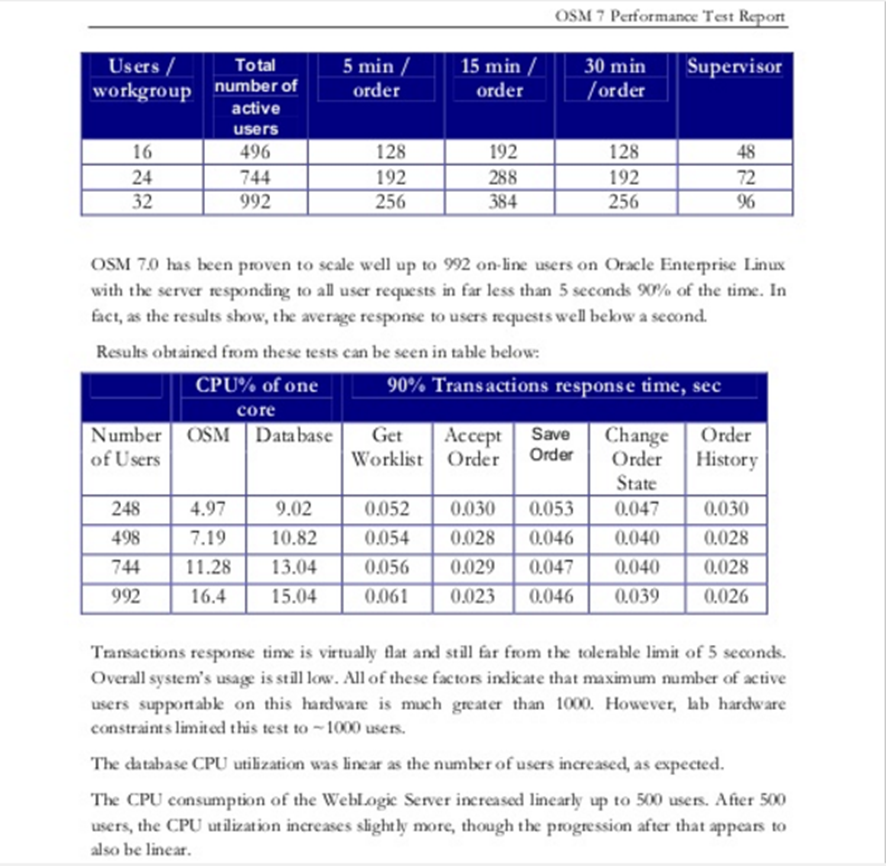 OSM 7 Performance Test Report
Users / workgroup Total number of active users 5 min / order 15 min / order 30 min /order Supervisor
16 496 128 192 128 48
24 744 192 288 192 72
32 992 256 384 256 96
OSM 7.0 has been proven to scale well up to 992 on-line users on Oracle Enterprise Linux
with the server responding to all user requests in far less than 5 seconds 90% of the time. In
fact, as the results show, the average response to users requests well below a second.
Results obtained from these tests can be seen in table below:
CPU% of one core 90% Transactions response time, sec
Number of Users OSM Database Get Worklist Accept Order Save Order Change Order State Order History
248 4.97 9.02 0.052 0.030 0.053 0.047 0.030
498 7.19 10.82 0.054 0.028 0.046 0.040 0.028
744 11.28 13.04 0.056 0.029 0.047 0.040 0.028
992 16.4 15.04 0.061 0.023 0.046 0.039 0.026
Transactions response time is virtually flat and still far from the tolerable limit of 5 seconds.
Overall system's usage is still low. All of these factors indicate that maximum number of active
users supportable on this hardware is much greater than 1000. However, lab hardware
constraints limited this test to ~1000 users.
The database CPU utilization was linear as the number of users increased, as expected.
The CPU consumption of the WebLogic Server increased linearly up to 500 users. After 500
users, the CPU utilization increases slightly more, though the progression after that appears to
also be linear.